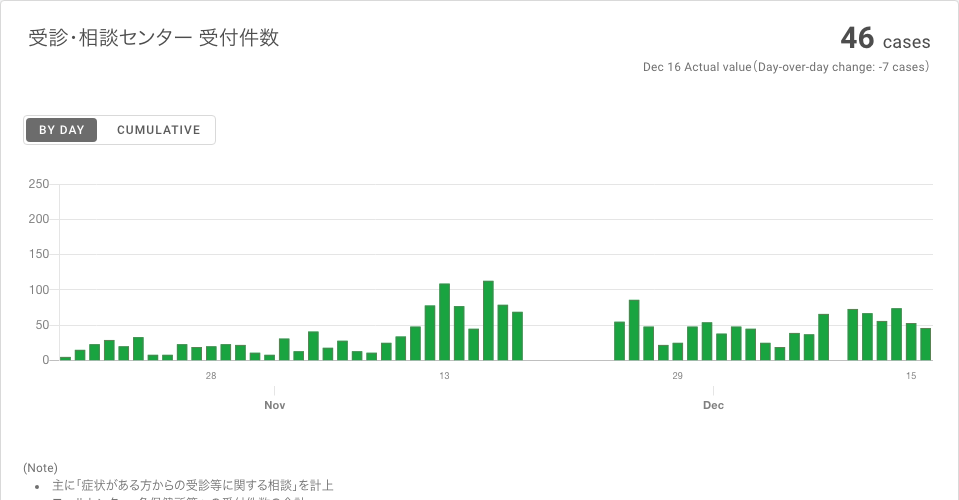 受診・相談センター 受付件数
46 cases
Dec 16 Actual value（Day-over-day change: -7 cases）
BY DAY CUMULATIVE
250
200
150
100
50
0
28 13 29 15
Nov Dec
(Note)
• 主に「症状がある方からの受診等に関する相談」を計上